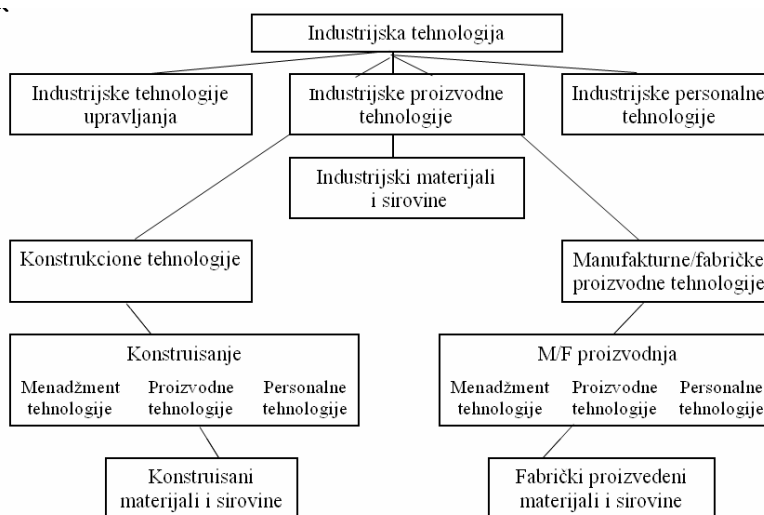 Industrijska tehnologija
Industrijske tehnologije
upravljanja
Industrijske proizvodne
tehnologije
Industrijske personalne
tehnologije
Industrijski materijali
i sirovine
Konstrukcione tehnologije
Manufakturne/fabričke
proizvodne tehnologije
Konstruisanje
Menadžment
tehnologije
Proizvodne
tehnologije
Personalne
tehnologije
M/F proizvodnja
Menadžment
tehnologije
Proizvodne
tehnologije
Personalne
tehnologije
Konstruisani
materijali i sirovine
Fabrički proizvedeni
materijali i sirovine